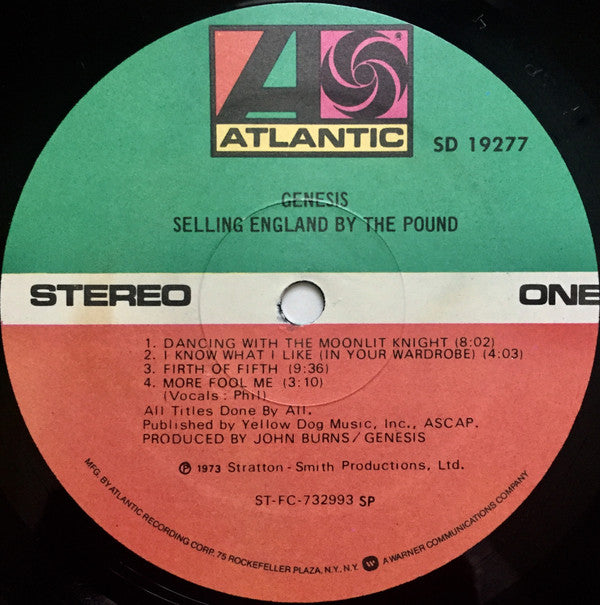 ATLANTIC
®
SD 19277
GENESIS
SELLING ENGLAND BY THE POUND
STEREO
ONE
1. DANCING WITH THE MOONLIT KNIGHT (8:02)
2. I KNOW WHAT I LIKE (IN YOUR WARDROBE) (4:03)
3. FIRTH OF FIFTH (9:36)
4. MORE FOOL ME (3:10)
(Vocals: Phil)
All Titles Done By All.
Published by Yellow Dog Music, Inc., ASCAP.
PRODUCED BY JOHN BURNS/GENESIS
℗ 1973 Stratton-Smith Productions, Ltd.
ST-FC-732993 SP
MFG. BY ATLANTIC RECORDING CORP. 75 ROCKEFELLER PLAZA, N.Y. N.Y. A WARNER COMMUNICATIONS COMPANY